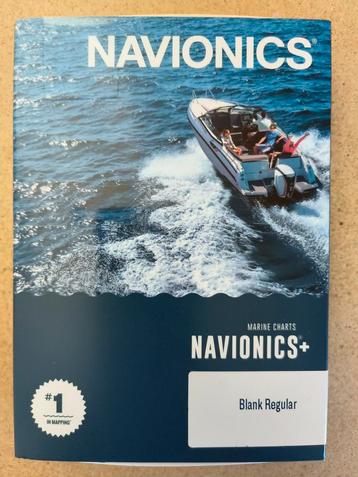 NAVIONICS®
MARINE CHARTS
NAVIONICS®+
Blank Regular
#1
IN MAPPING